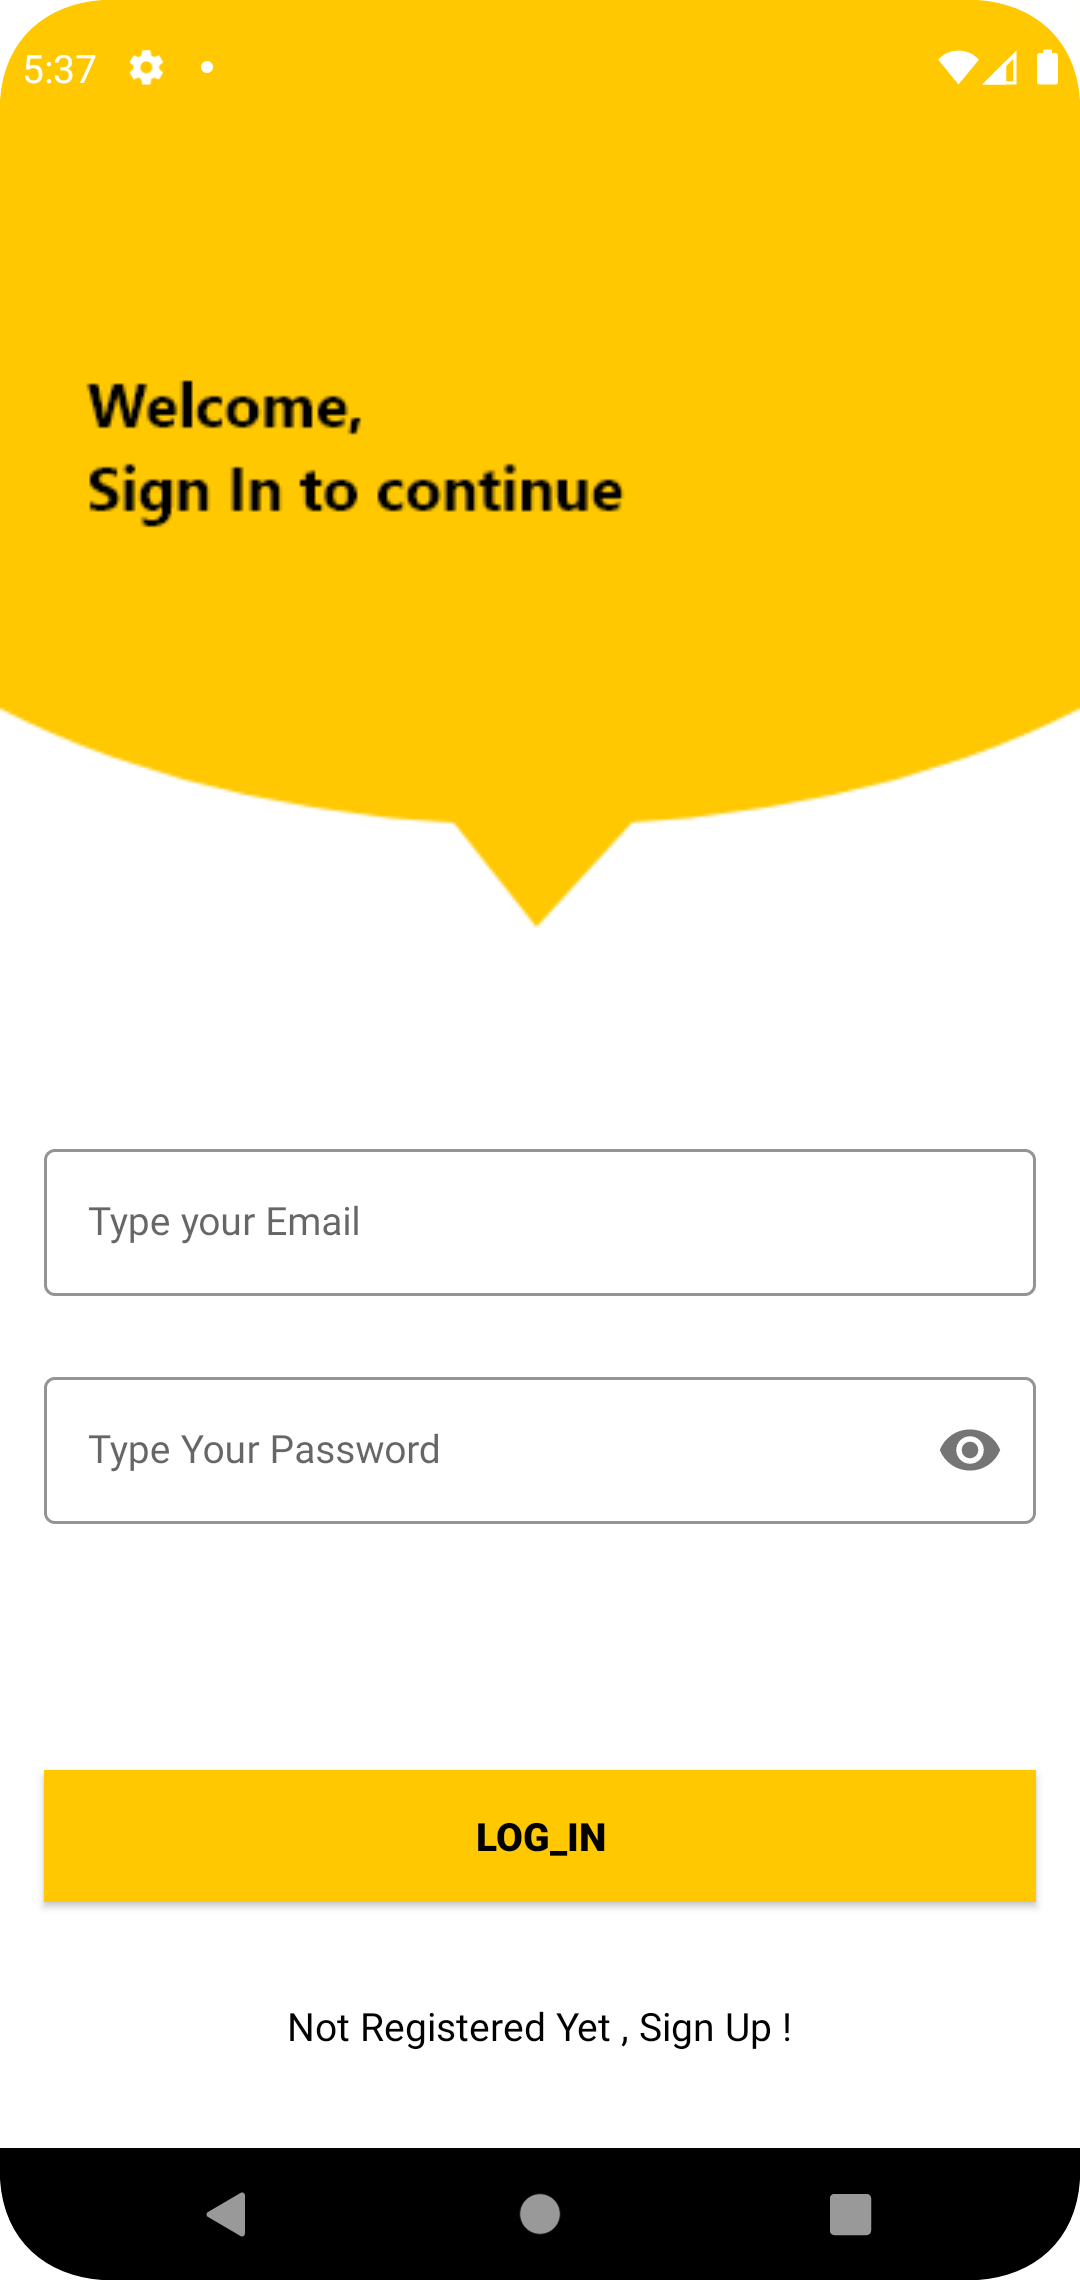 5:37
Welcome,
Sign In to continue
Type your Email
Type Your Password
LOG_IN
Not Registered Yet , Sign Up !